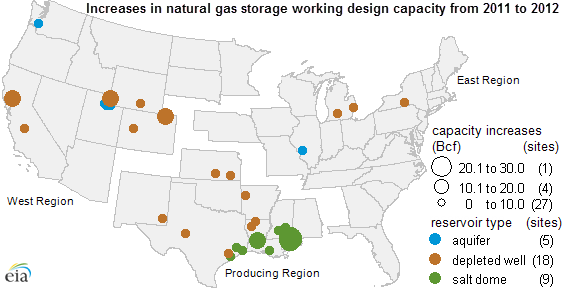 Increases in natural gas storage working design capacity from 2011 to 2012
East Region
capacity increases
(Bcf) (sites)
20.1 to 30.0 (1)
10.1 to 20.0 (4)
0 to 10.0 (27)
West Region
reservoir type (sites)
aquifer (5)
depleted well (18)
Producing Region
salt dome (9)
eia